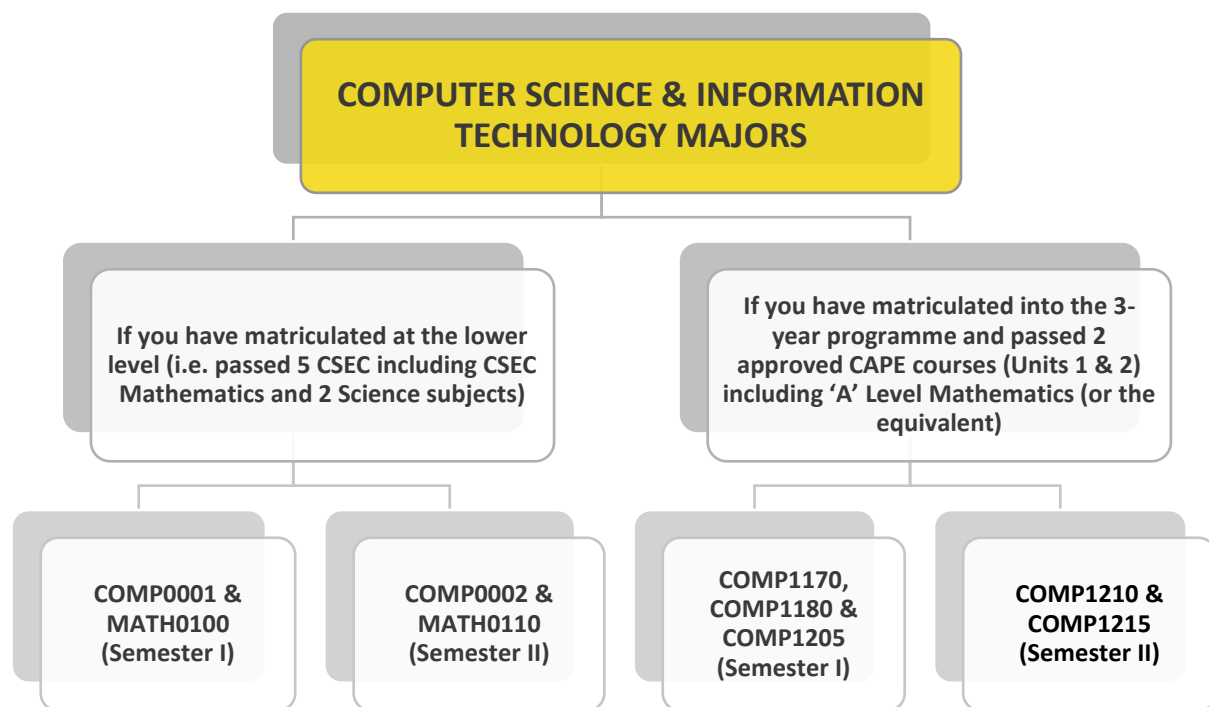 COMPUTER SCIENCE & INFORMATION
TECHNOLOGY MAJORS
If you have matriculated at the lower
level (i.e. passed 5 CSEC including CSEC
Mathematics and 2 Science subjects)
If you have matriculated into the 3-
year programme and passed 2
approved CAPE courses (Units 1 & 2)
including ‘A’ Level Mathematics (or the
equivalent)
COMP0001 &
MATH0100
(Semester I)
COMP0002 &
MATH0110
(Semester II)
COMP1170,
COMP1180 &
COMP1205
(Semester I)
COMP1210 &
COMP1215
(Semester II)